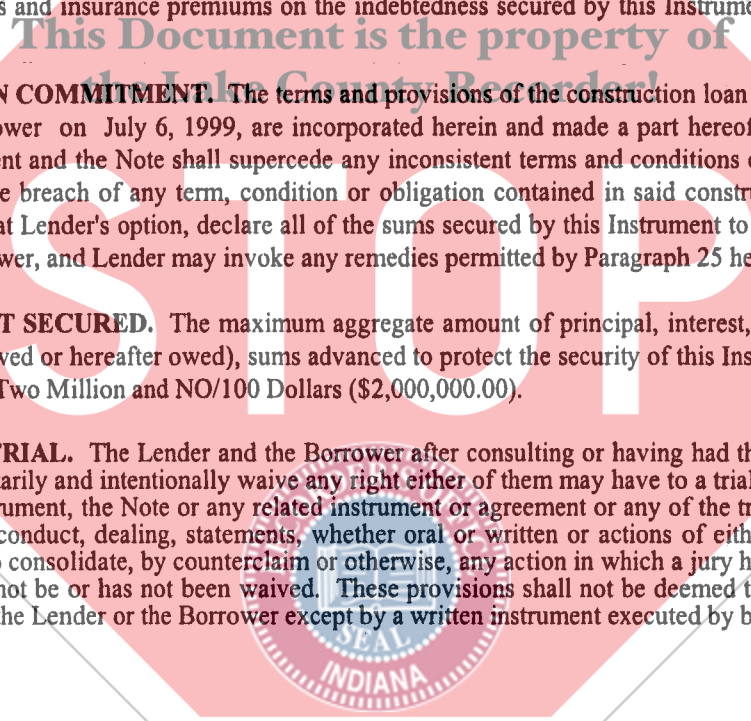 s and insurance premiums on the indebtedness secured by this Instrume
This Document is the property of
the Lake County Recorder!
N COMMITMENT. The terms and provisions of the construction loan
ower on July 6, 1999, are incorporated herein and made a part hereof
ent and the Note shall supercede any inconsistent terms and conditions
e breach of any term, condition or obligation contained in said constru
at Lender's option, declare all of the sums secured by this Instrument to
wer, and Lender may invoke any remedies permitted by Paragraph 25 he
STOP
T SECURED. The maximum aggregate amount of principal, interest,
ved or hereafter owed), sums advanced to protect the security of this Ins
Two Million and NO/100 Dollars ($2,000,000.00).
TRIAL. The Lender and the Borrower after consulting or having had th
tarily and intentionally waive any right either of them may have to a trial
rument, the Note or any related instrument or agreement or any of the tr
conduct, dealing, statements, whether oral or written or actions of eith
o consolidate, by counterclaim or otherwise, any action in which a jury h
not be or has not been waived. These provisions shall not be deemed t
the Lender or the Borrower except by a written instrument executed by b
SEAL
INDIANA